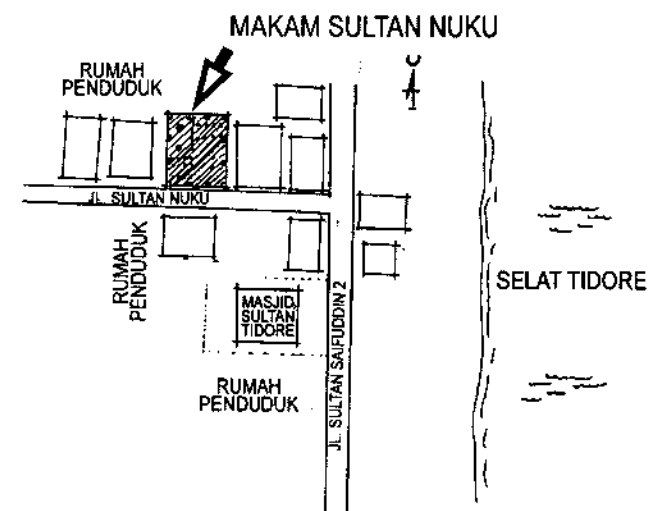 MAKAM SULTAN NUKU
RUMAH
PENDUDUK
U
JL. SULTAN NUKU
RUMAH
PENDUDUK
SELAT TIDORE
MASJID
SULTAN
TIDORE
JL. SULTAN SAIFUDDIN 2
RUMAH
PENDUDUK